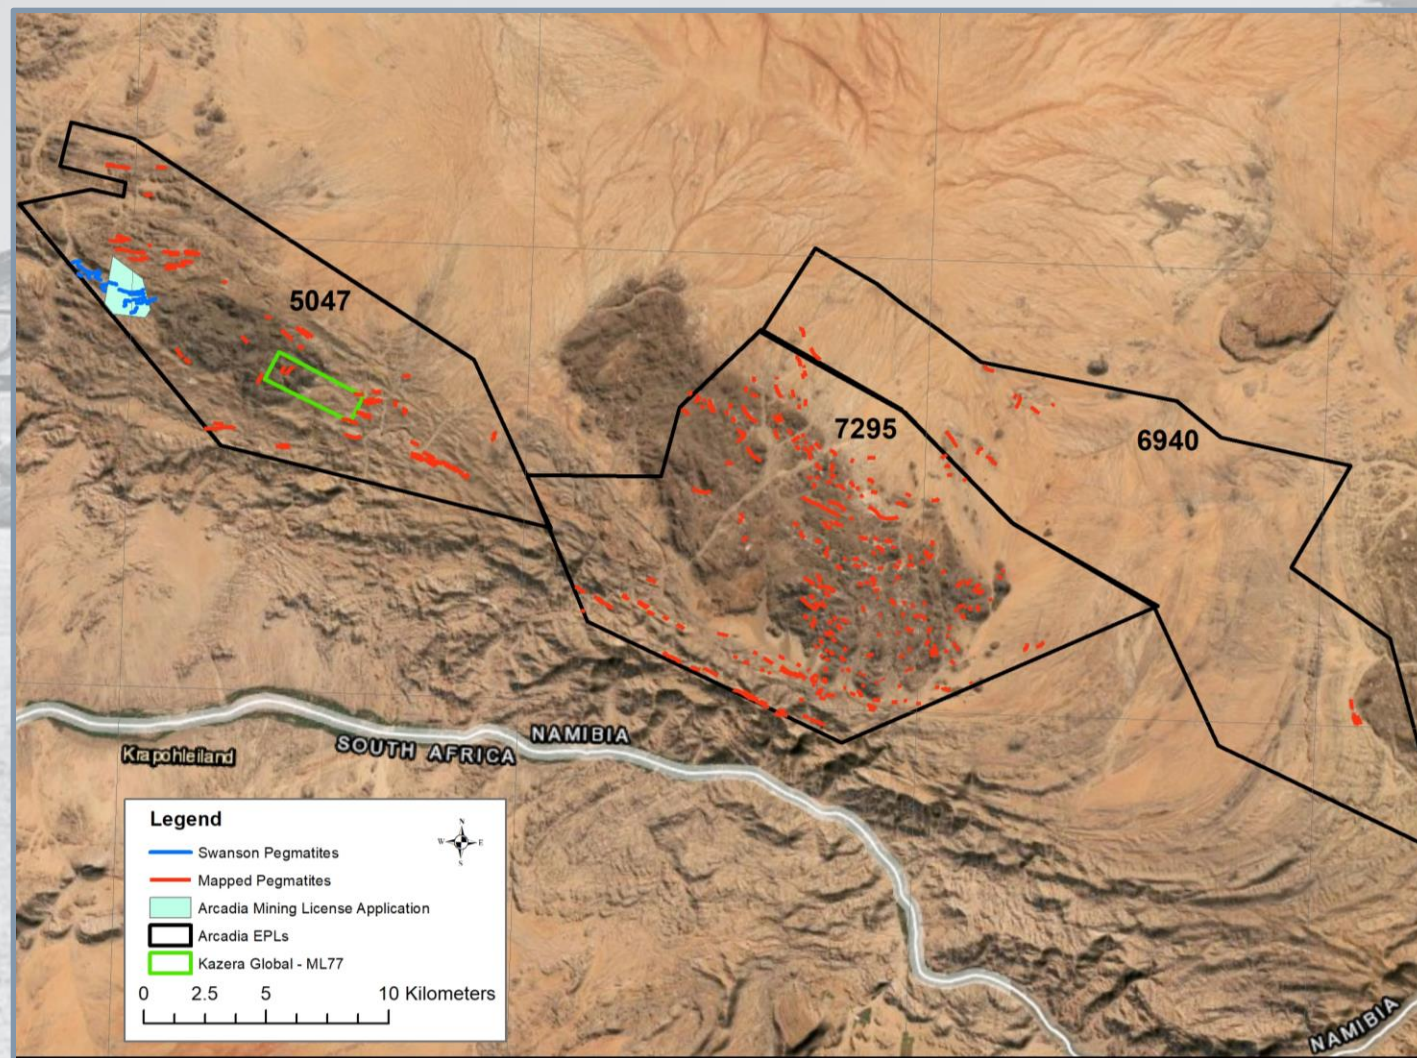 5047
7295
6940
NAMIBIA
SOUTH AFRICA
Krapohleiland
Legend
N
W E
S
Swanson Pegmatites
Mapped Pegmatites
Arcadia Mining License Application
Arcadia EPLs
Kazera Global - ML77
0 2.5 5 10 Kilometers
NAMIBIA